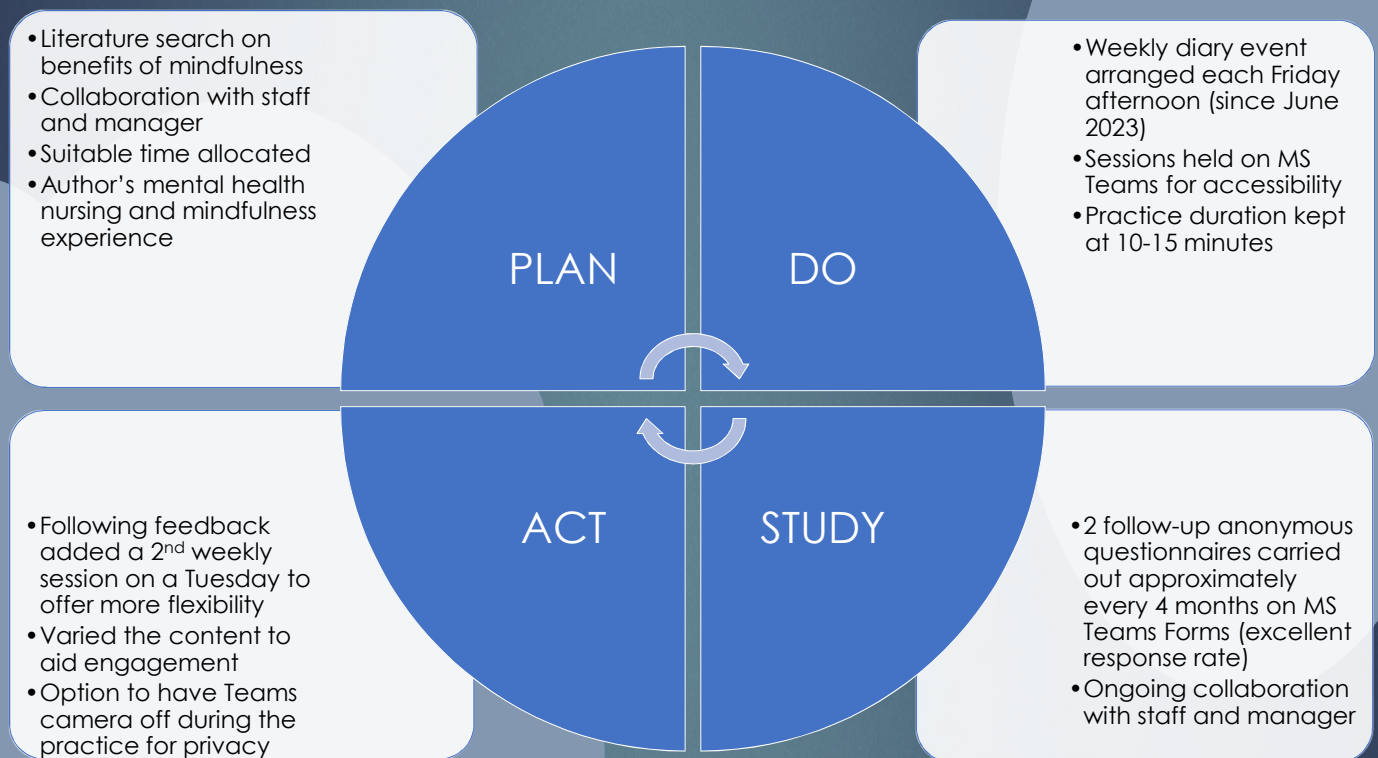 •Literature search on
benefits of mindfulness
•Collaboration with staff
and manager
•Suitable time allocated
•Author’s mental health
nursing and mindfulness
experience
PLAN
DO
•Weekly diary event
arranged each Friday
afternoon (since June
2023)
•Sessions held on MS
Teams for accessibility
•Practice duration kept
at 10-15 minutes
•Following feedback
added a 2nd weekly
session on a Tuesday to
offer more flexibility
•Varied the content to
aid engagement
•Option to have Teams
camera off during the
practice for privacy
ACT
STUDY
•2 follow-up anonymous
questionnaires carried
out approximately
every 4 months on MS
Teams Forms (excellent
response rate)
•Ongoing collaboration
with staff and manager